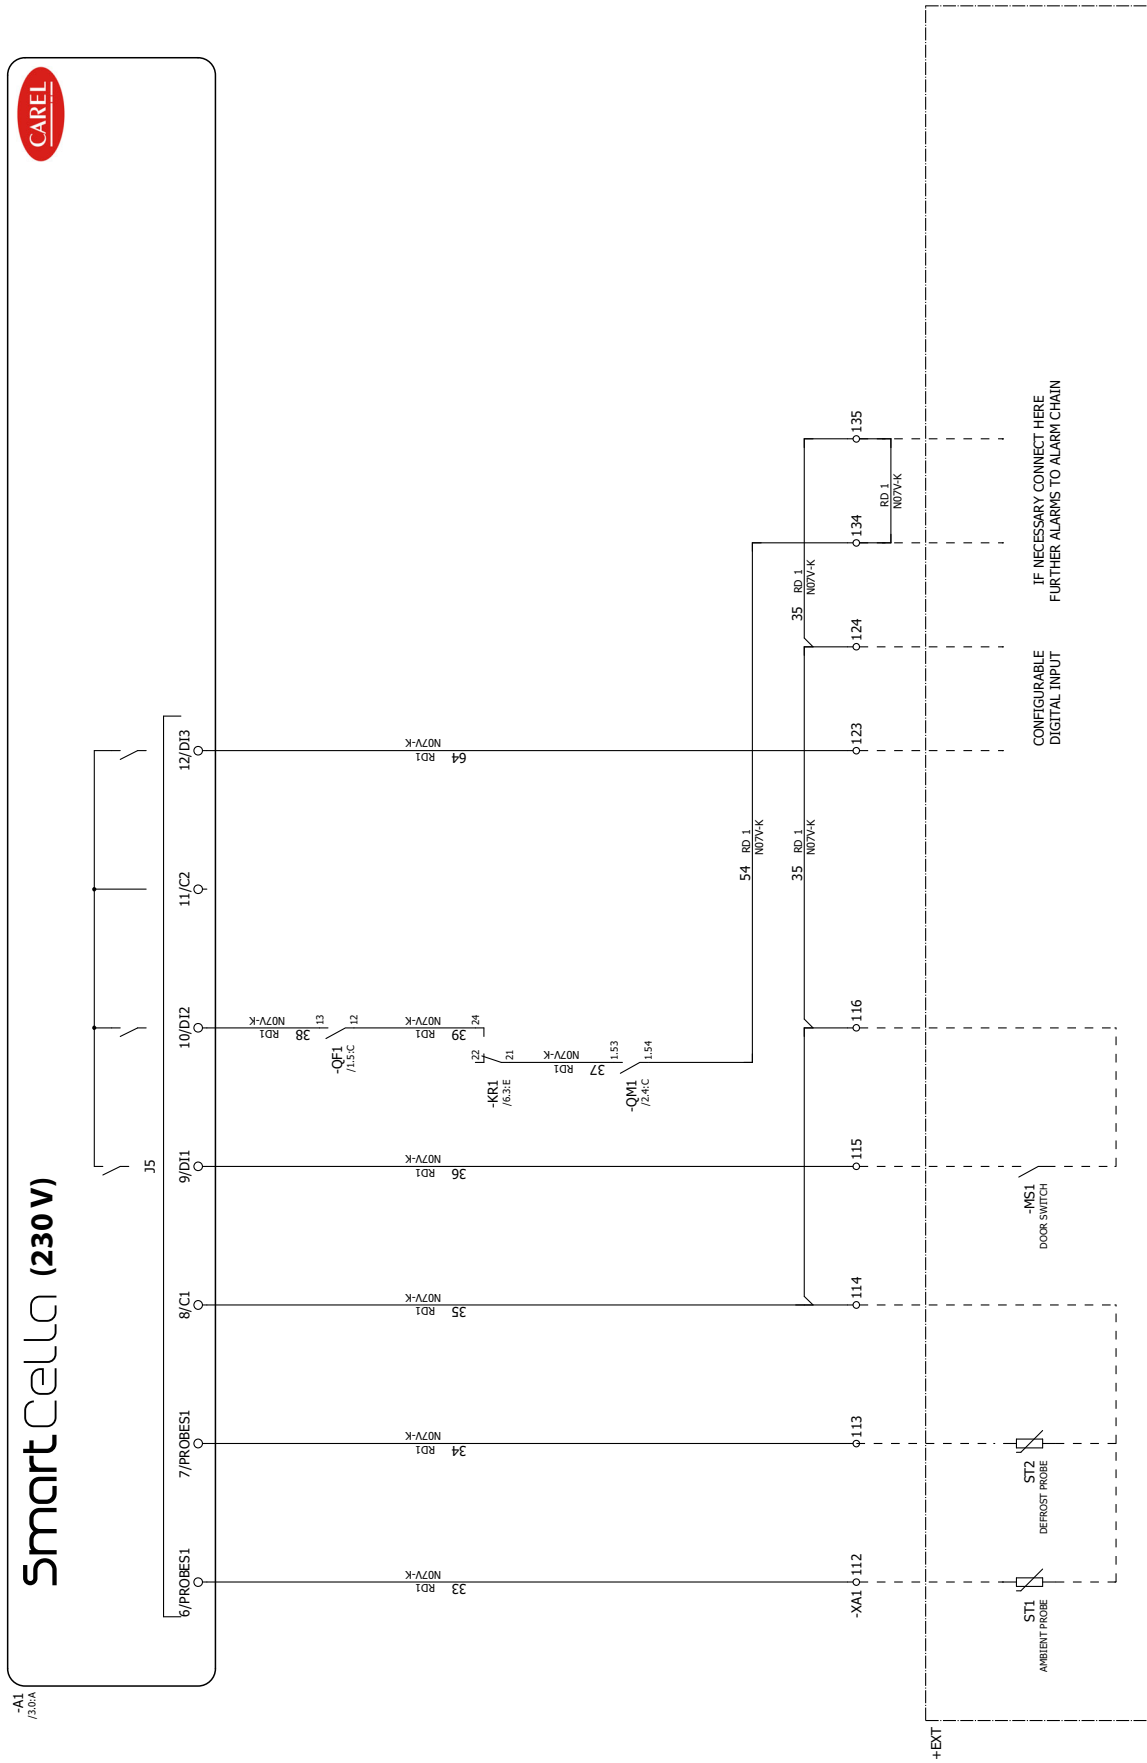 -A1
/3.0:A
SmartCella (230 V)
CAREL
J5
6/PROBES1
7/PROBES1
8/C1
9/DI1
10/DI2
11/C2
12/DI3
33
RD1
N07V-K
34
RD1
N07V-K
35
RD1
N07V-K
36
RD1
N07V-K
38
RD1
N07V-K
13
-QF1
/1.5:C
12
39
RD1
N07V-K
24
22
-KR1
/6.3:E
21
37
RD1
N07V-K
1.53
-QM1
/2.4:C
1.54
64
RD1
N07V-K
54
RD 1
N07V-K
35
RD 1
N07V-K
35
RD 1
N07V-K
RD 1
N07V-K
-XA1
112
113
114
115
116
123
124
134
135
+EXT
ST1
AMBIENT PROBE
ST2
DEFROST PROBE
-MS1
DOOR SWITCH
CONFIGURABLE
DIGITAL INPUT
IF NECESSARY CONNECT HERE
FURTHER ALARMS TO ALARM CHAIN